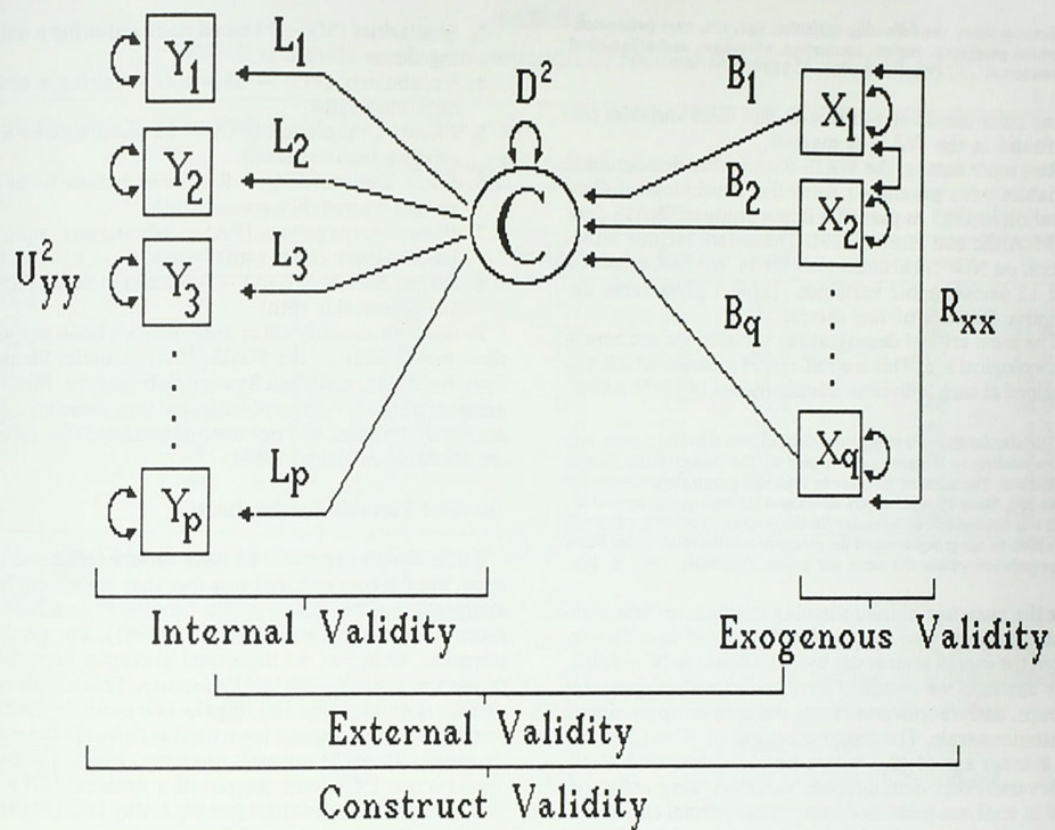 Y1
L1
D²
B1
X1
Y2
L2
C
B2
X2
U²yy
Y3
L3
Bq
Rxx
Yp
Lp
Xq
Internal Validity
Exogenous Validity
External Validity
Construct Validity